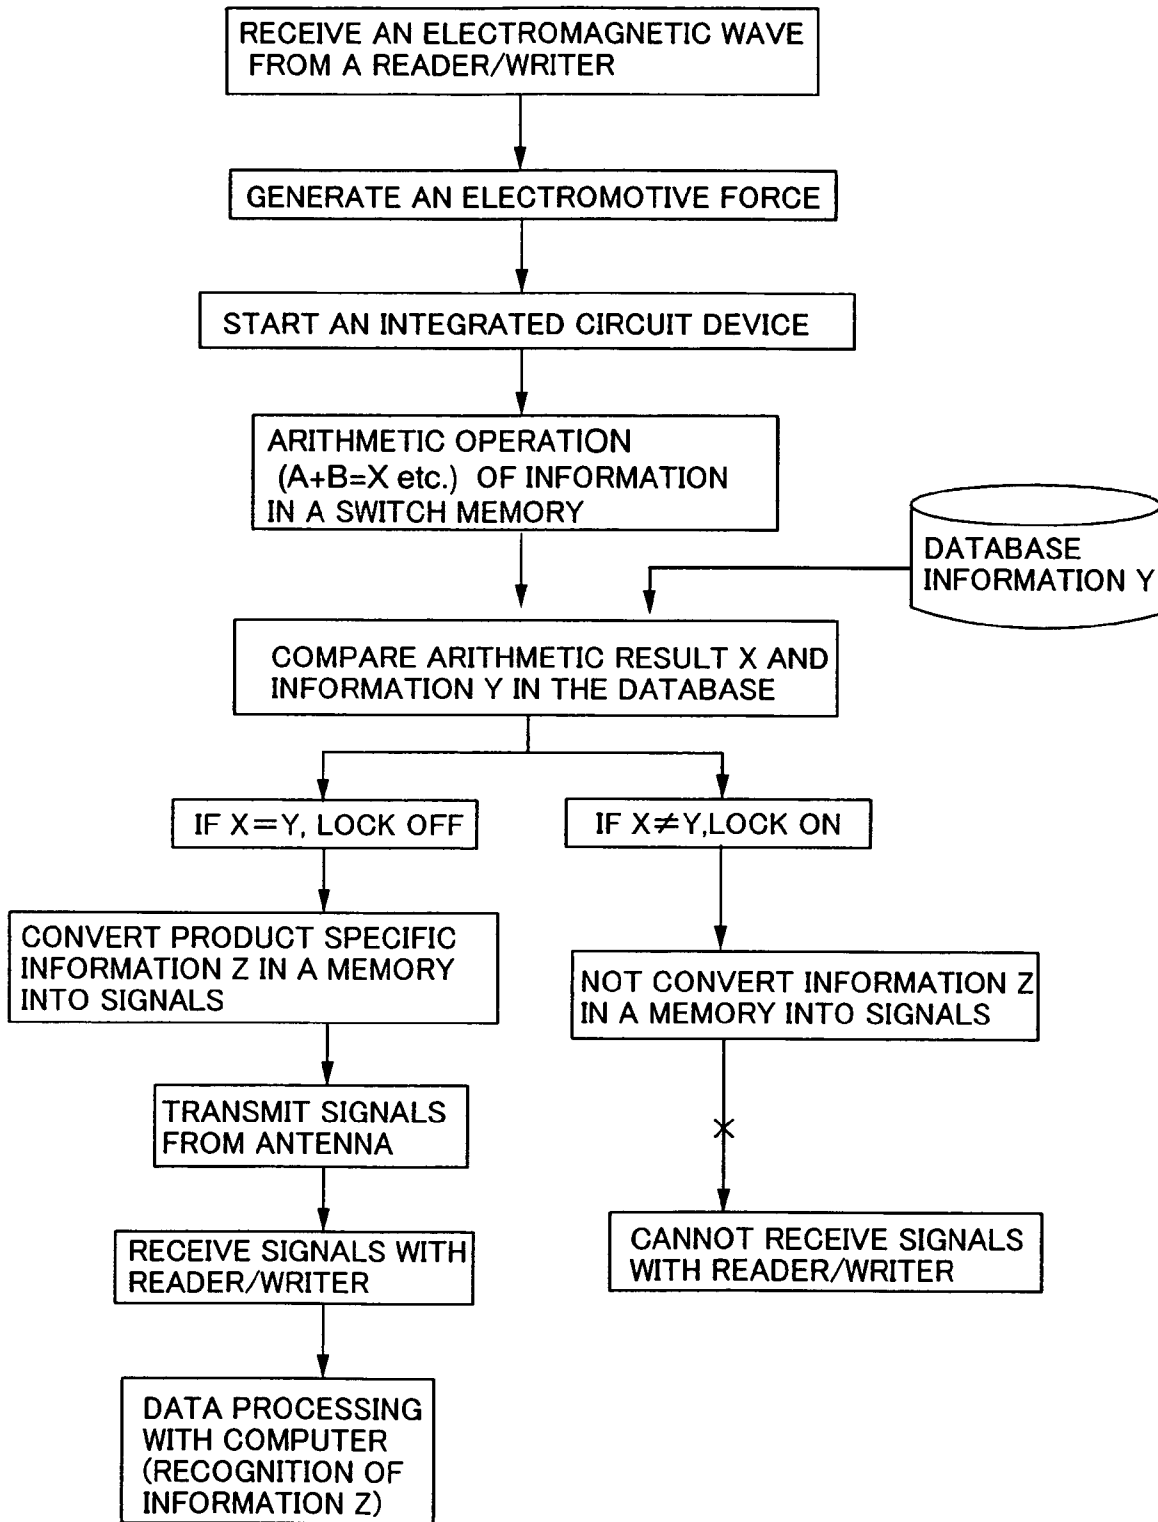 RECEIVE AN ELECTROMAGNETIC WAVE
FROM A READER/WRITER
GENERATE AN ELECTROMOTIVE FORCE
START AN INTEGRATED CIRCUIT DEVICE
ARITHMETIC OPERATION
(A+B=X etc.) OF INFORMATION
IN A SWITCH MEMORY
DATABASE
INFORMATION Y
COMPARE ARITHMETIC RESULT X AND
INFORMATION Y IN THE DATABASE
IF X=Y, LOCK OFF
IF X≠Y,LOCK ON
CONVERT PRODUCT SPECIFIC
INFORMATION Z IN A MEMORY
INTO SIGNALS
NOT CONVERT INFORMATION Z
IN A MEMORY INTO SIGNALS
TRANSMIT SIGNALS
FROM ANTENNA
RECEIVE SIGNALS WITH
READER/WRITER
CANNOT RECEIVE SIGNALS
WITH READER/WRITER
DATA PROCESSING
WITH COMPUTER
(RECOGNITION OF
INFORMATION Z)